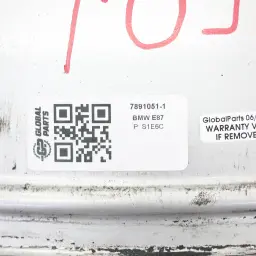 GLOBAL
PARTS
7891051-1
BMW E87
P S1E6C
GlobalParts 06/
WARRANTY V
IF REMOVE